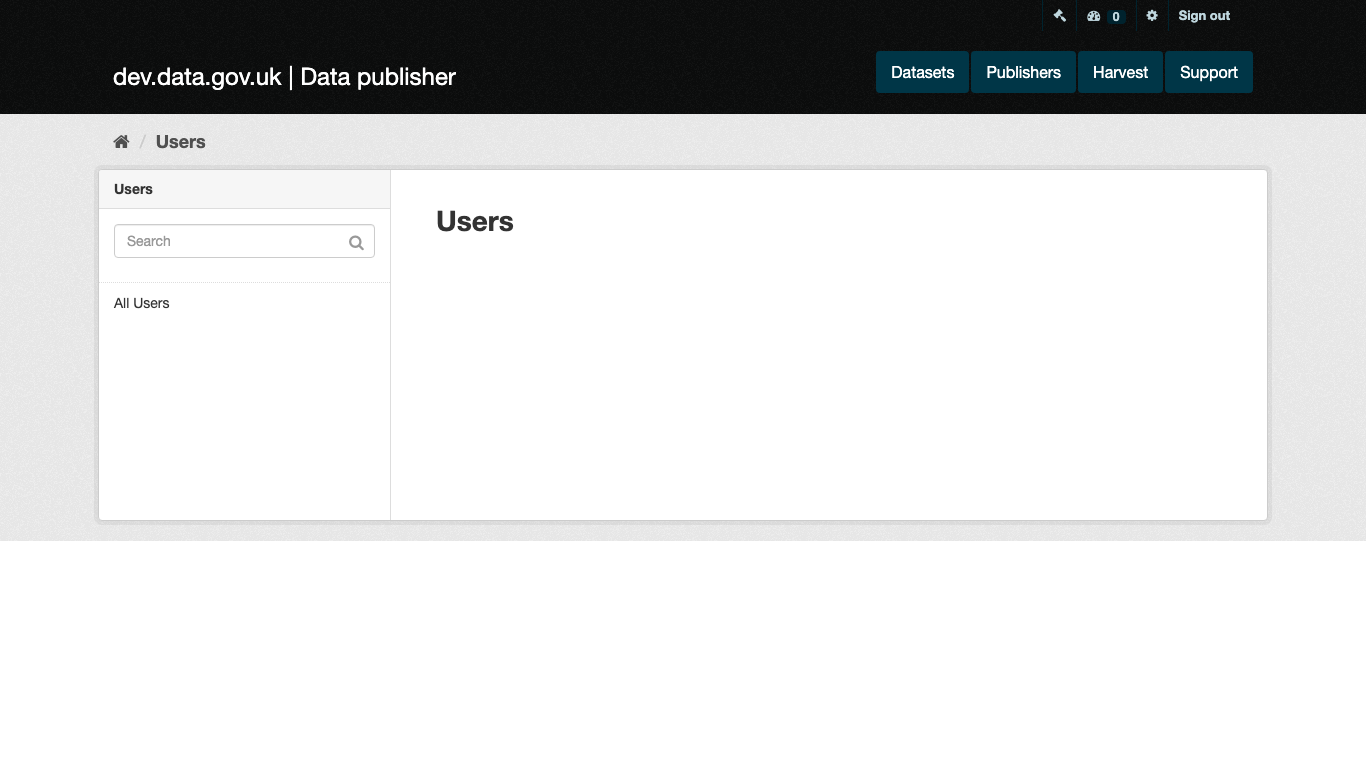 0
Sign out
dev.data.gov.uk | Data publisher
Datasets
Publishers
Harvest
Support
/ Users
Users
Search
All Users
Users